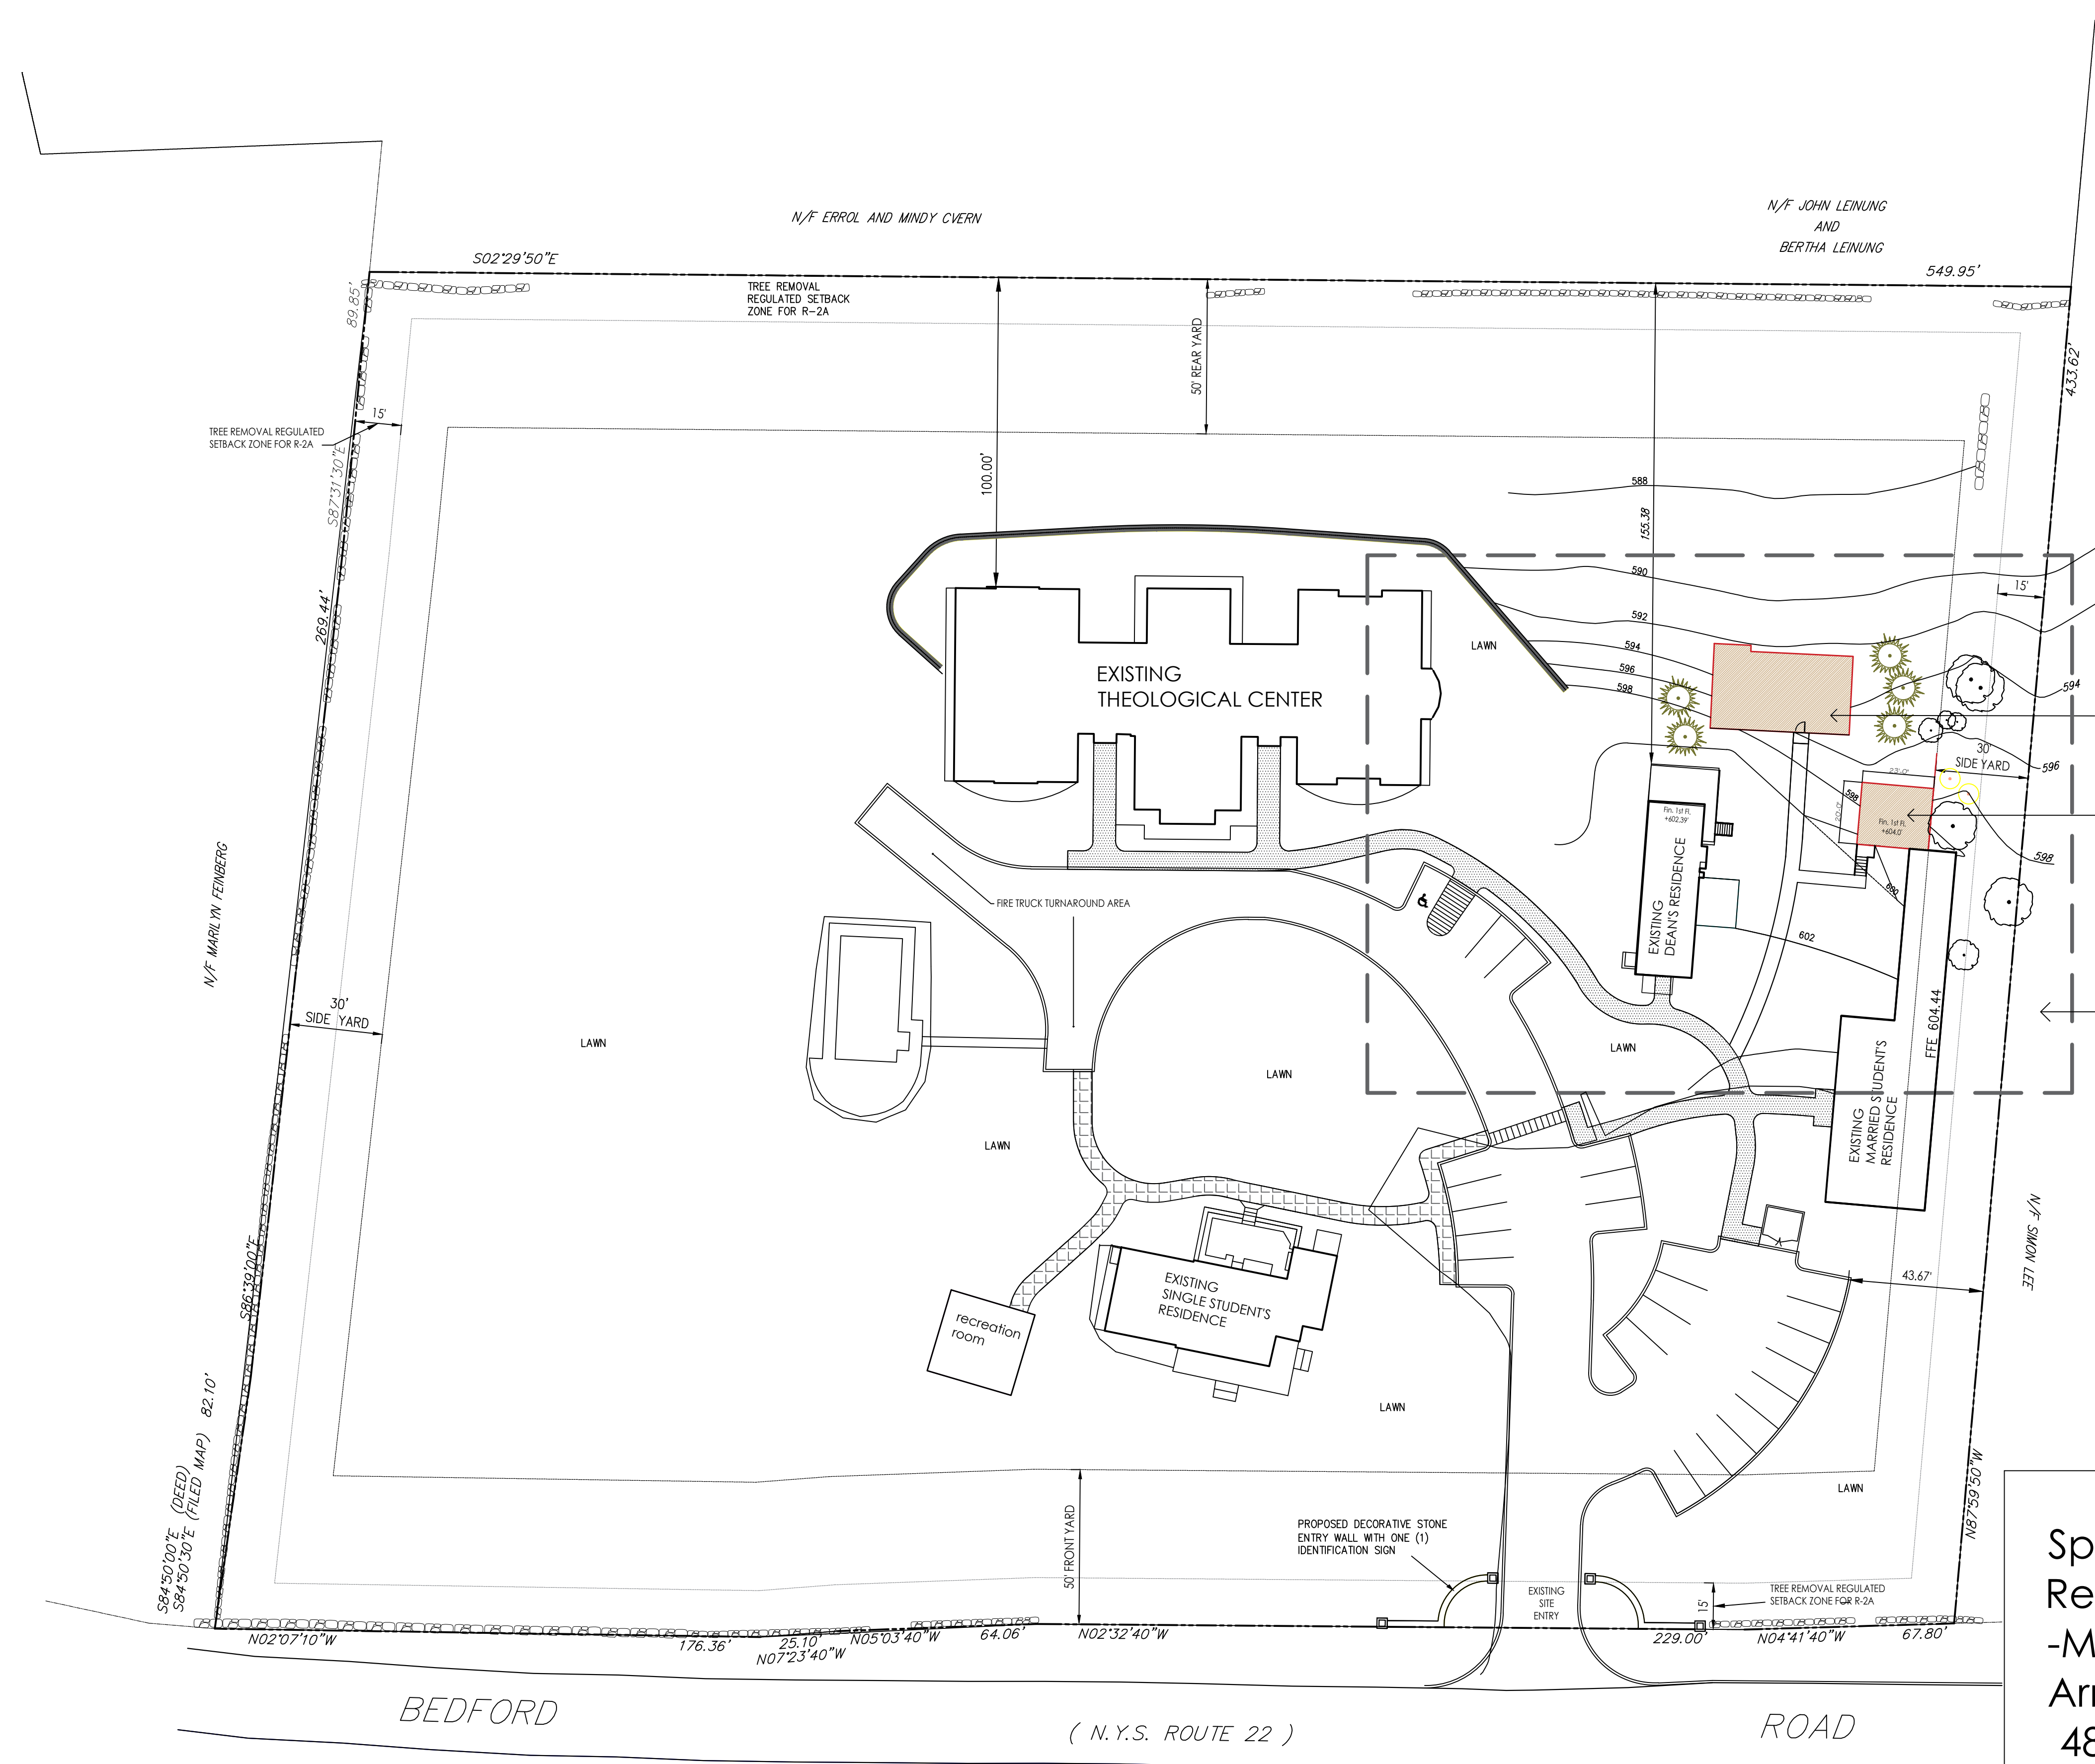 N/F ERROL AND MINDY CVERN
N/F JOHN LEINUNG
AND
BERTHA LEINUNG
S02°29'50"E
549.95'
TREE REMOVAL
REGULATED SETBACK
ZONE FOR R-2A
89.85'
433.62'
50' REAR YARD
15'
TREE REMOVAL REGULATED
SETBACK ZONE FOR R-2A
S87°31'30"E
100.00'
588
155.38
590
15'
592
269.44'
LAWN
594
596
598
594
EXISTING
THEOLOGICAL CENTER
30'
SIDE YARD
596
23'-0"
598
20'-0"
Fin. 1st Fl.
+602.39'
Fin. 1st Fl.
+604.0'
598
N/F MARILYN FEINBERG
EXISTING
DEAN'S RESIDENCE
600
FIRE TRUCK TURNAROUND AREA
602
30'
SIDE YARD
FFE 604.44
LAWN
LAWN
LAWN
LAWN
EXISTING
MARRIED STUDENT'S
RESIDENCE
N/F SIMON LEE
S86°39'00"E
43.67'
EXISTING
SINGLE STUDENT'S
RESIDENCE
recreation
room
82.10'
LAWN
LAWN
S84°50'00"E (DEED)
S84°50'30"E (FILED MAP)
N87°59'50"W
50' FRONT YARD
PROPOSED DECORATIVE STONE
ENTRY WALL WITH ONE (1)
IDENTIFICATION SIGN
EXISTING
SITE
ENTRY
15'
TREE REMOVAL REGULATED
SETBACK ZONE FOR R-2A
N02°07'10"W
176.36'
25.10'
N07°23'40"W
N05°03'40"W
64.06'
N02°32'40"W
229.00'
N04°41'40"W
67.80'
BEDFORD
( N.Y.S. ROUTE 22 )
ROAD
Sp
Re
-M
Arr
48